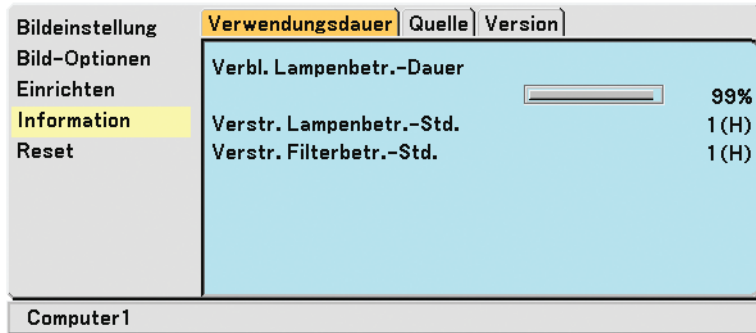 Bildeinstellung
Bild-Optionen
Einrichten
Information
Reset
Verwendungsdauer Quelle Version
Verbl. Lampenbetr.-Dauer
99%
Verstr. Lampenbetr.-Std. 1(H)
Verstr. Filterbetr.-Std. 1(H)
Computer1